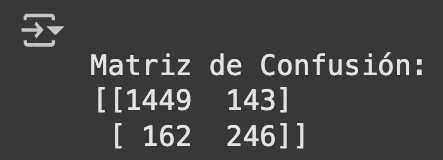 Matriz de Confusión:
[[1449  143]
 [ 162  246]]